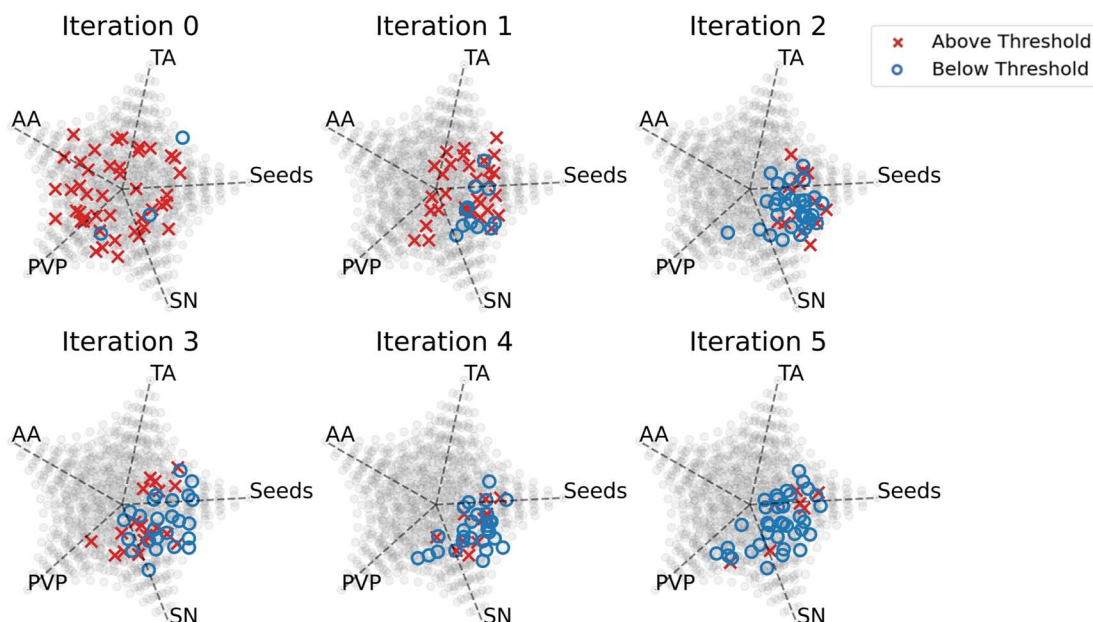 Iteration 0
Iteration 1
Iteration 2
Above Threshold
Below Threshold
TA
AA
Seeds
PVP
SN
TA
AA
Seeds
PVP
SN
TA
AA
Seeds
PVP
SN
Iteration 3
Iteration 4
Iteration 5
TA
AA
Seeds
PVP
SN
TA
AA
Seeds
PVP
SN
TA
AA
Seeds
PVP
SN